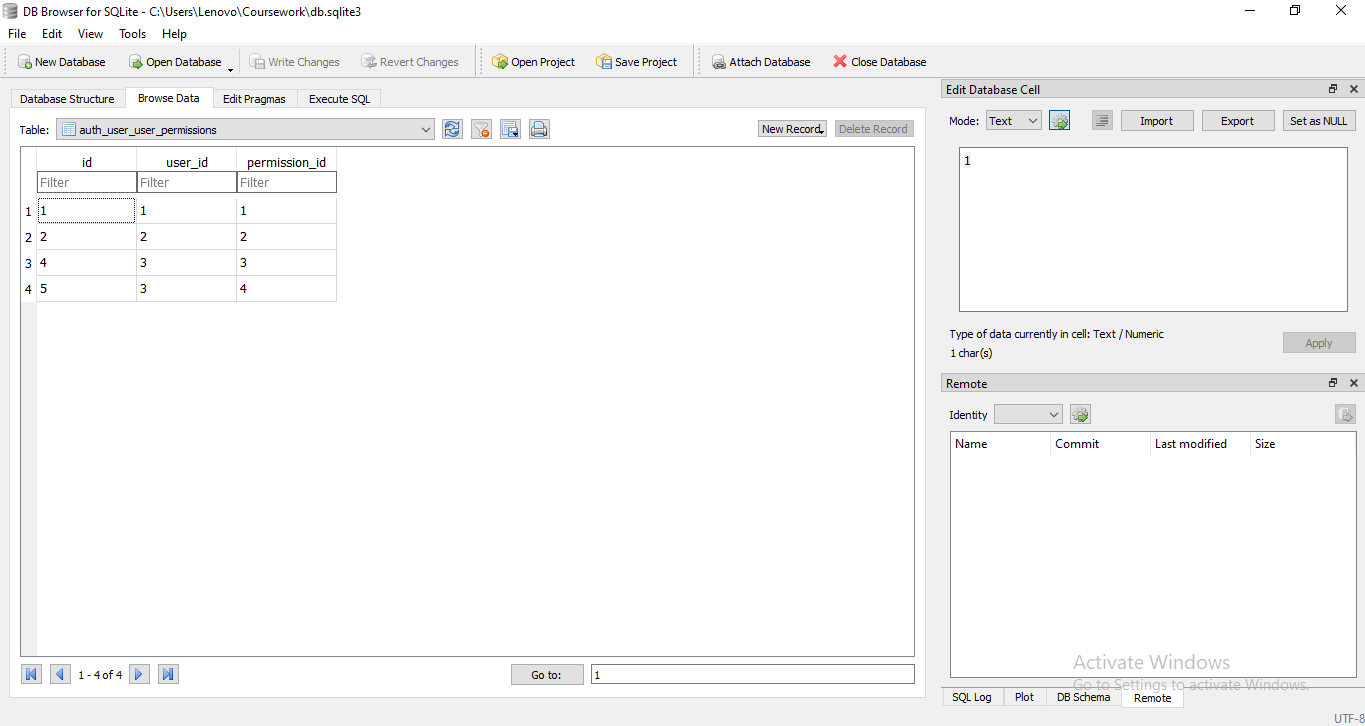 DB Browser for SQLite - C:\Users\Lenovo\Coursework\db.sqlite3
File Edit View Tools Help
New Database Open Database Write Changes Revert Changes Open Project Save Project Attach Database Close Database
Database Structure Browse Data Edit Pragmas Execute SQL
Table: auth_user_user_permissions New Record Delete Record
id user_id permission_id
Filter Filter Filter
1 1 1 1
2 2 2 2
3 4 3 3
4 5 3 4
1 - 4 of 4 Go to: 1
Edit Database Cell
Mode: Text Import Export Set as NULL
1
Type of data currently in cell: Text / Numeric
1 char(s)
Apply
Remote
Identity
Name Commit Last modified Size
Activate Windows
Go to Settings to activate Windows.
SQL Log Plot DB Schema Remote
UTF-8